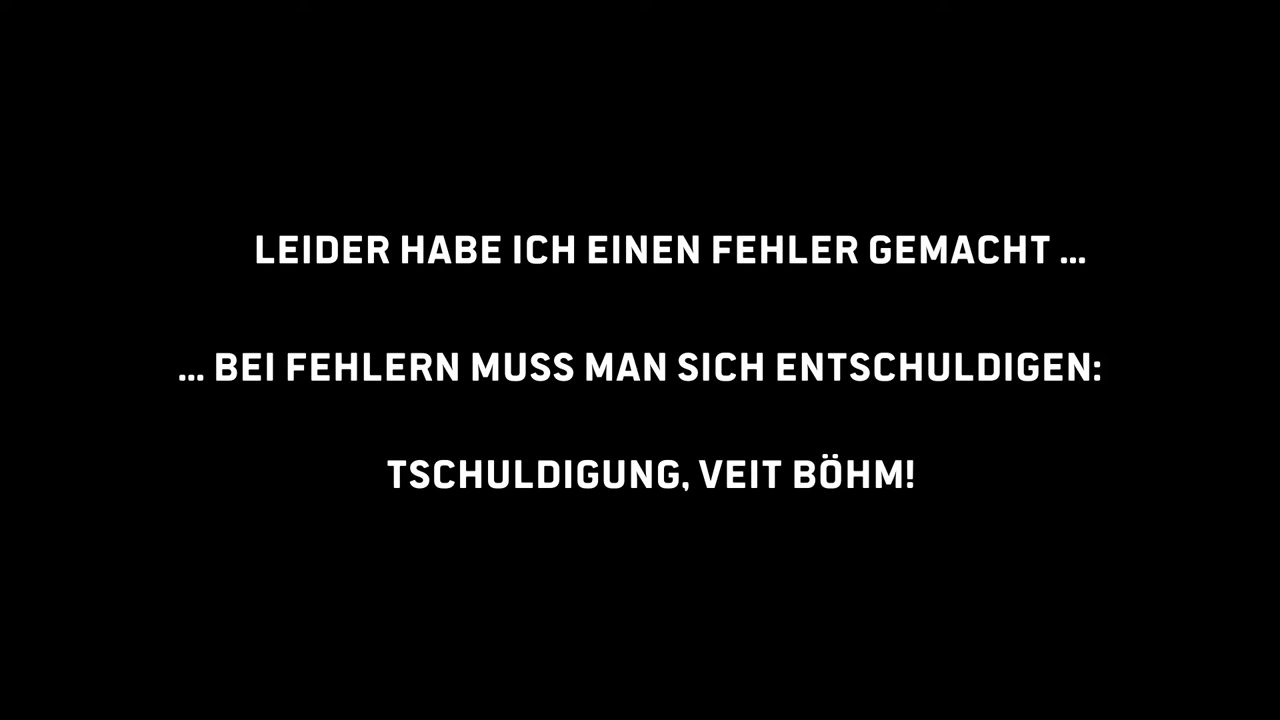 LEIDER HABE ICH EINEN FEHLER GEMACHT ...
... BEI FEHLERN MUSS MAN SICH ENTSCHULDIGEN:
TSCHULDIGUNG, VEIT BÖHM!